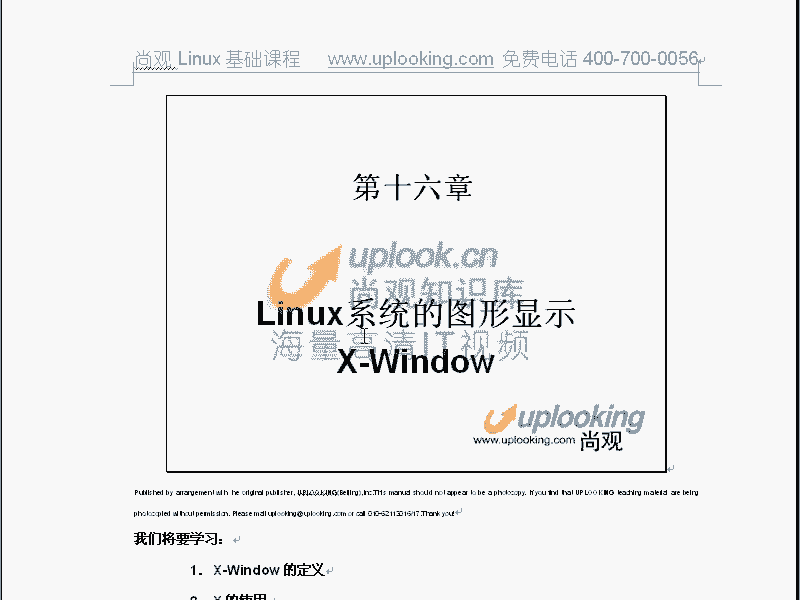 尚观 Linux 基础课程 www.uplooking.com 免费电话 400-700-0056
第十六章
uplook.cn
尚观知识库
Linux系统的图形显示
海量高清IT视频
X-Window
uplooking
www.uplooking.com 尚观
Published by arrangement with the original publisher, UPLOOKING(Beijing),Inc.This manual should not appear to be a photocopy. If you find that UPLOOKING teaching material are being
photocopied without permission. Please mail uplooking@uplooking.com or call 010-62113016/17.Thank you!
我们将要学习：
1. X-Window 的定义
2. X 的使用